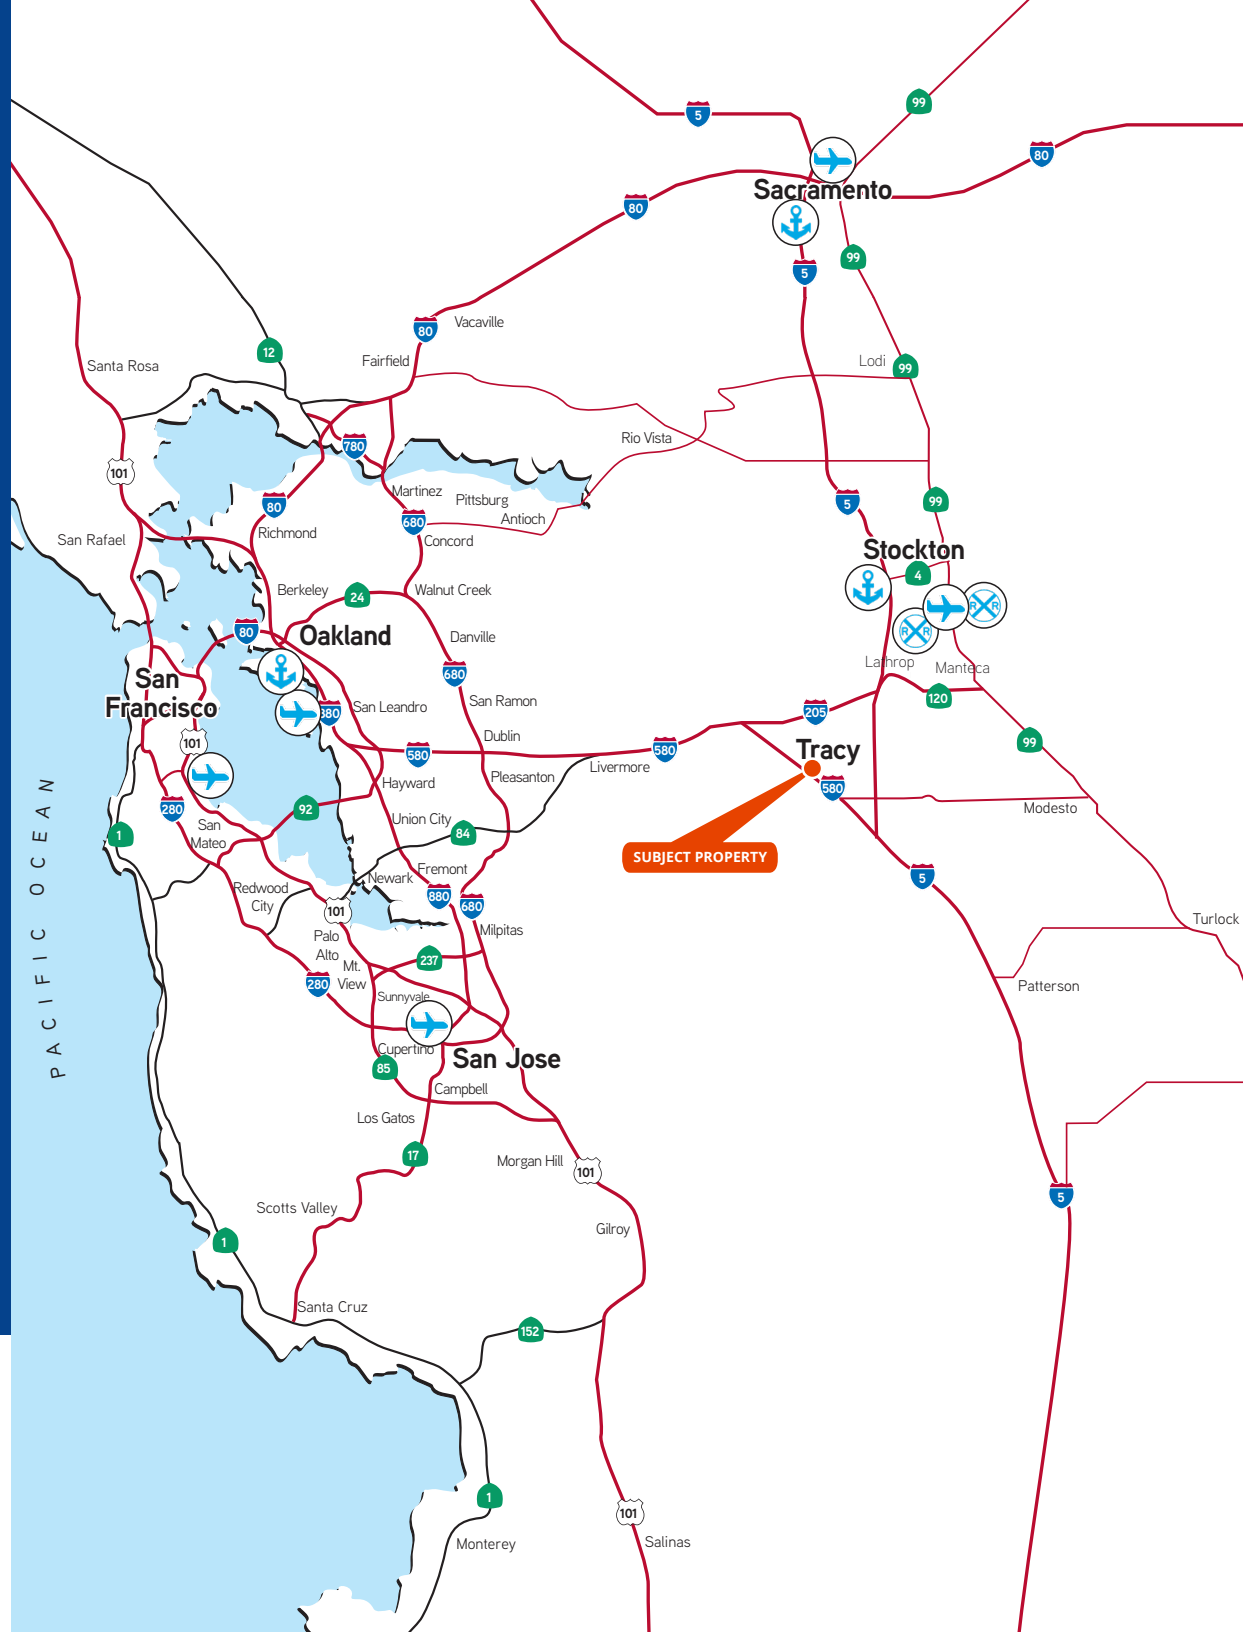 99
5
80
Sacramento
80
99
5
80
Vacaville
12
Fairfield
Santa Rosa
Lodi
99
Rio Vista
780
101
Martinez
Pittsburg
99
5
80
Antioch
680
Richmond
San Rafael
Concord
Stockton
4
Berkeley
24
Walnut Creek
80
Oakland
Danville
R R
R R
Lathrop
Manteca
680
San
Francisco
San Ramon
120
880
San Leandro
205
Dublin
101
99
580
580
Tracy
Livermore
Pleasanton
Hayward
580
280
92
Modesto
Union City
84
1
San
Mateo
SUBJECT PROPERTY
PACIFIC OCEAN
Fremont
Newark
5
Redwood
City
880
680
101
Turlock
Milpitas
Palo
Alto
237
Mt.
View
280
Patterson
Sunnyvale
Cupertino
San Jose
85
Campbell
Los Gatos
17
Morgan Hill
101
5
Scotts Valley
Gilroy
1
Santa Cruz
152
1
101
Monterey
Salinas